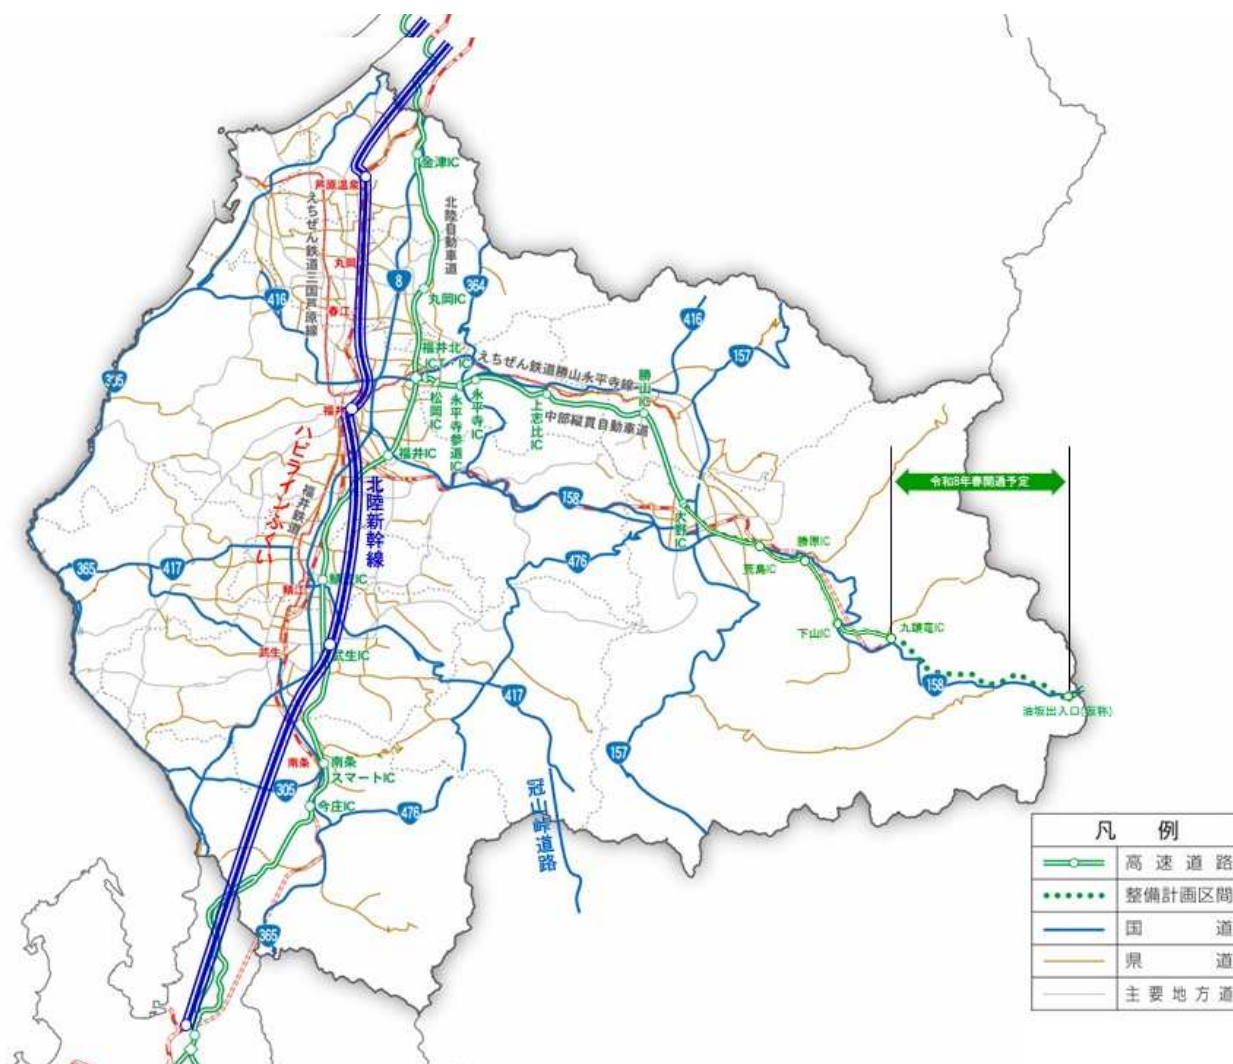 金津IC
芦原温泉
えちぜん鉄道三国芦原線
北陸自動車道
丸岡
8
364
丸岡IC
416
春江
416
福井北
JCT・IC
えちぜん鉄道勝山永平寺線
157
勝山IC
305
松岡IC
永平寺参道IC
永平寺IC
上志比IC
中部縦貫自動車道
福井
福井IC
ハピラインふくい
福井鉄道
北陸新幹線
令和8年春開通予定
158
大野IC
365
417
476
荒島IC
勝原IC
鯖江
鯖江IC
下山IC
九頭竜IC
武生
武生IC
158
417
油坂出入口(仮称)
157
南条
南条
スマートIC
305
今庄IC
476
冠山峠道路
365
凡 例
高速道路
整備計画区間
国道
県道
主要地方道